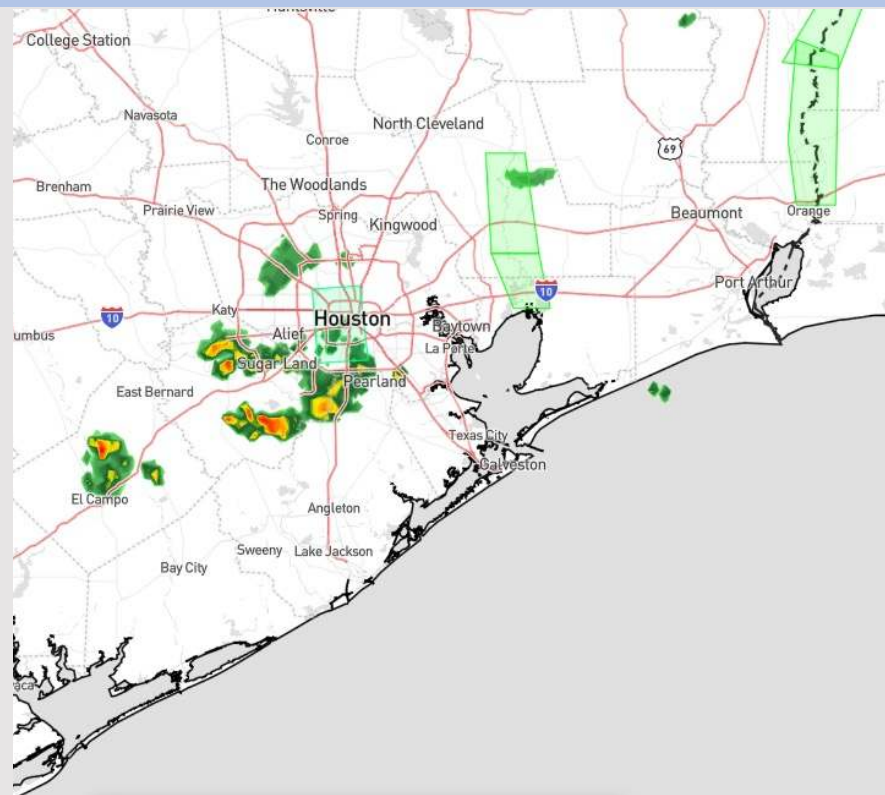 College Station
Navasota
North Cleveland
Conroe
69
Brenham
The Woodlands
Prairie View
Spring
Kingwood
Beaumont
Orange
Port Arthur
10
Katy
10
Houston
Baytown
Alief
La Porte
Sugar Land
Pearland
East Bernard
Texas City
Galveston
El Campo
Angleton
Sweeny
Lake Jackson
Bay City